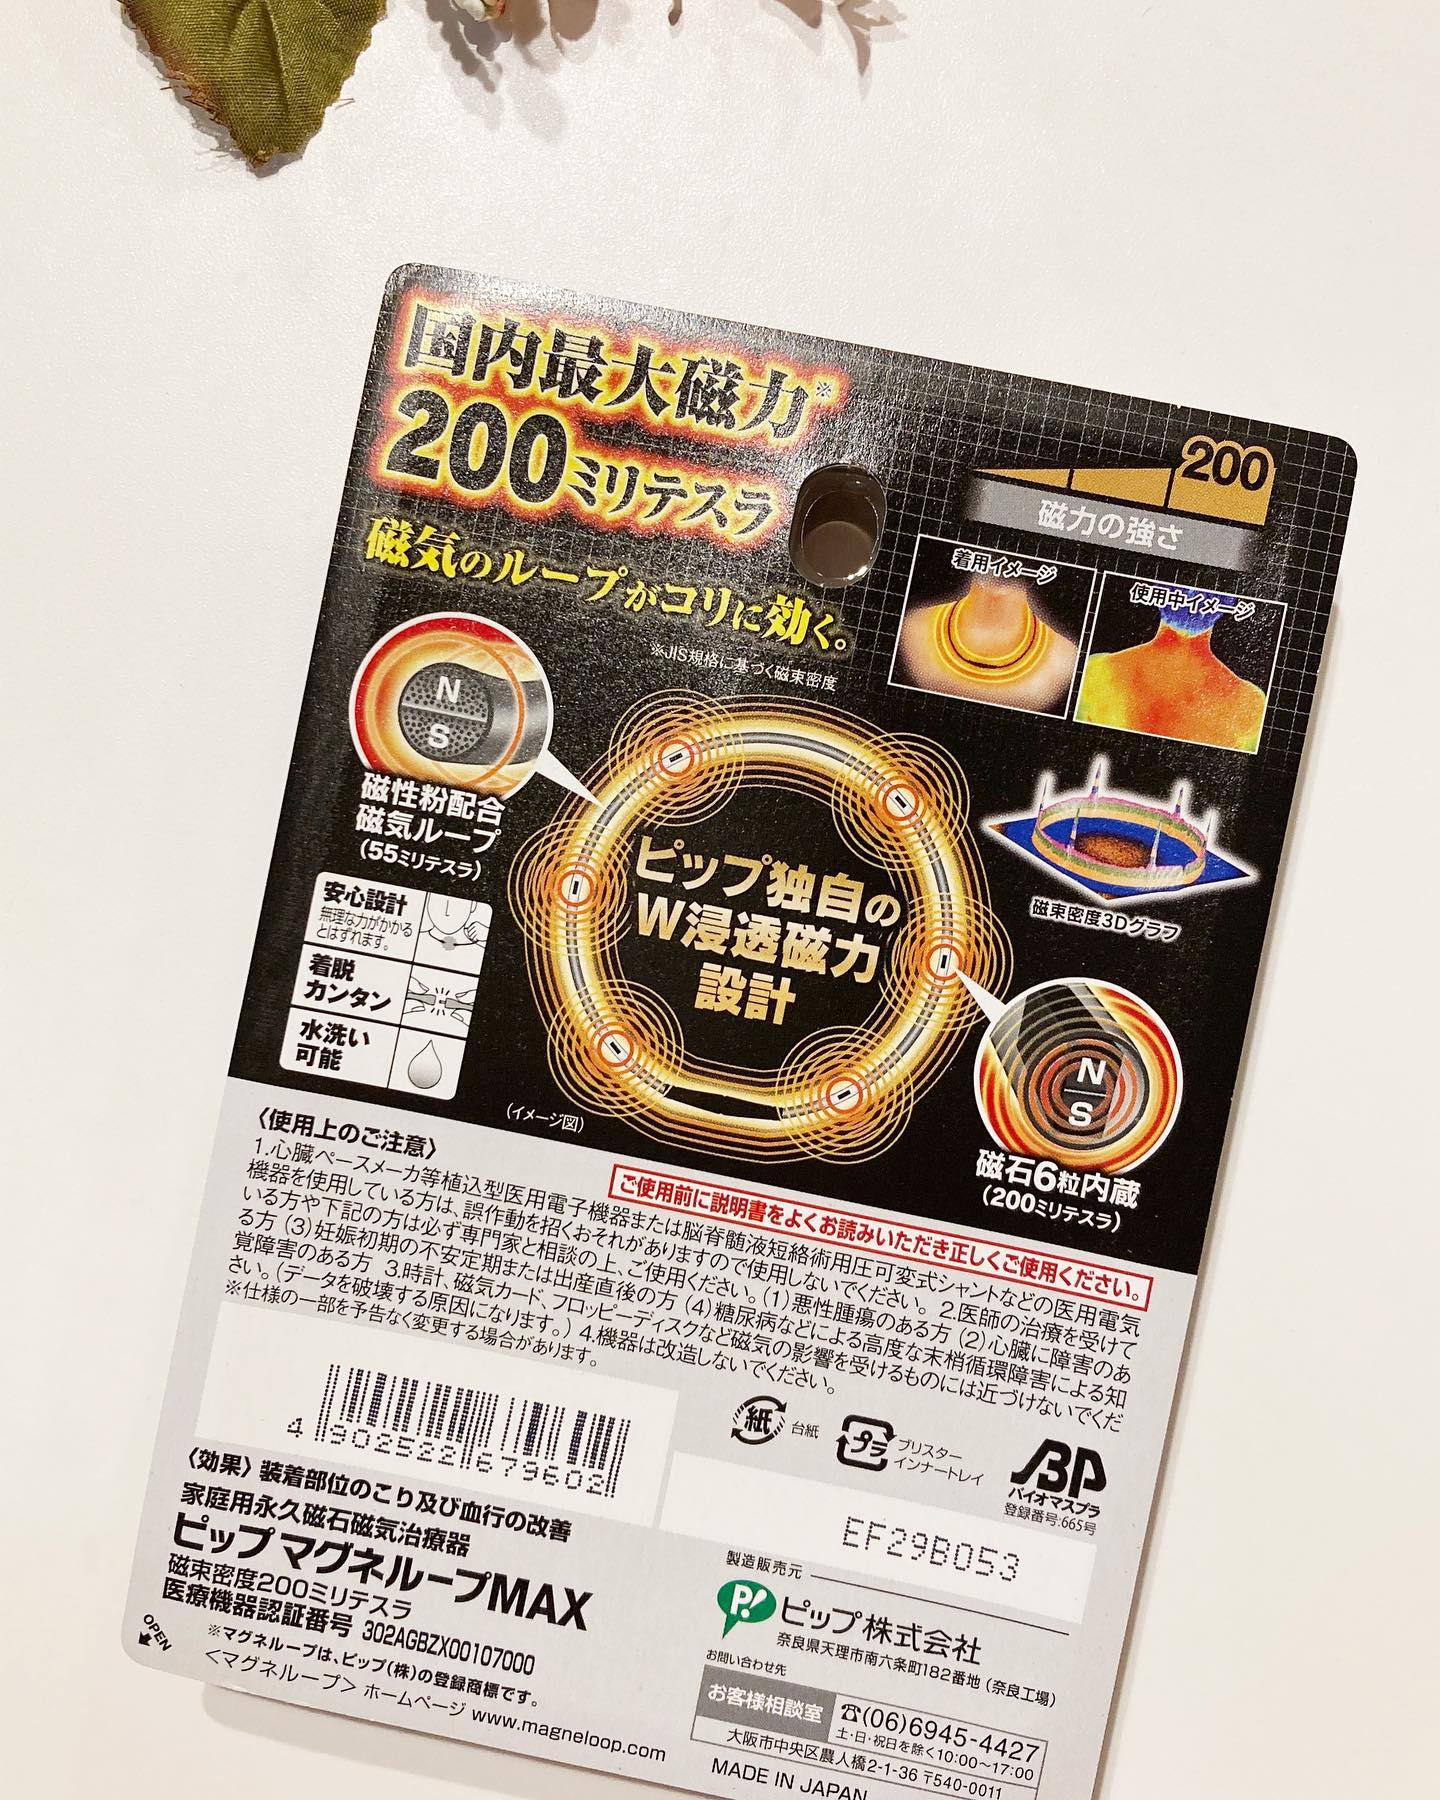 国内最大磁力※
200ミリテスラ
磁気のループがコリに効く。
※JIS規格に基づく磁束密度
200
磁力の強さ
着用イメージ
使用中イメージ
N
S
磁性粉配合
磁気ループ
(55ミリテスラ)
ピップ独自の
W浸透磁力
設計
磁束密度3Dグラフ
安心設計
無理な力がかかる
とはずれます。
着脱
カンタン
水洗い
可能
(イメージ図)
N
S
磁石6粒内蔵
(200ミリテスラ)
〈使用上のご注意〉
ご使用前に説明書をよくお読みいただき正しくご使用ください。
1.心臓ペースメーカ等植込型医用電子機器または脳脊髄液短絡術用圧可変式シャントなどの医用電気
機器を使用している方は、誤作動を招くおそれがありますので使用しないでください。 2.医師の治療を受けて
いる方や下記の方は必ず専門家と相談の上、ご使用ください。(1)悪性腫瘍のある方 (2)心臓に障害のあ
る方 (3)妊娠初期の不安定期または出産直後の方 (4)糖尿病などによる高度な末梢循環障害による知
覚障害のある方 3.時計、磁気カード、フロッピーディスクなど磁気の影響を受けるものには近づけないでくだ
さい。(データを破壊する原因になります。) 4.機器は改造しないでください。
※仕様の一部を予告なく変更する場合があります。
4 902522 679602
紙
台紙
プラ
ブリスター
インナートレイ
BP
バイオマスプラ
登録番号:665号
EF29B053
〈効果〉装着部位のこり及び血行の改善
家庭用永久磁石磁気治療器
ピップ マグネループMAX
磁束密度200ミリテスラ
医療機器認証番号 302AGBZX00107000
※マグネループは、ピップ(株)の登録商標です。
<マグネループ> ホームページ www.magneloop.com
OPEN
製造販売元
P!
ピップ株式会社
奈良県天理市南六条町182番地 (奈良工場)
お問い合わせ先
お客様相談室
☎(06)6945-4427
土・日・祝日を除く10:00〜17:00
大阪市中央区農人橋2-1-36 〒540-0011
MADE IN JAPAN